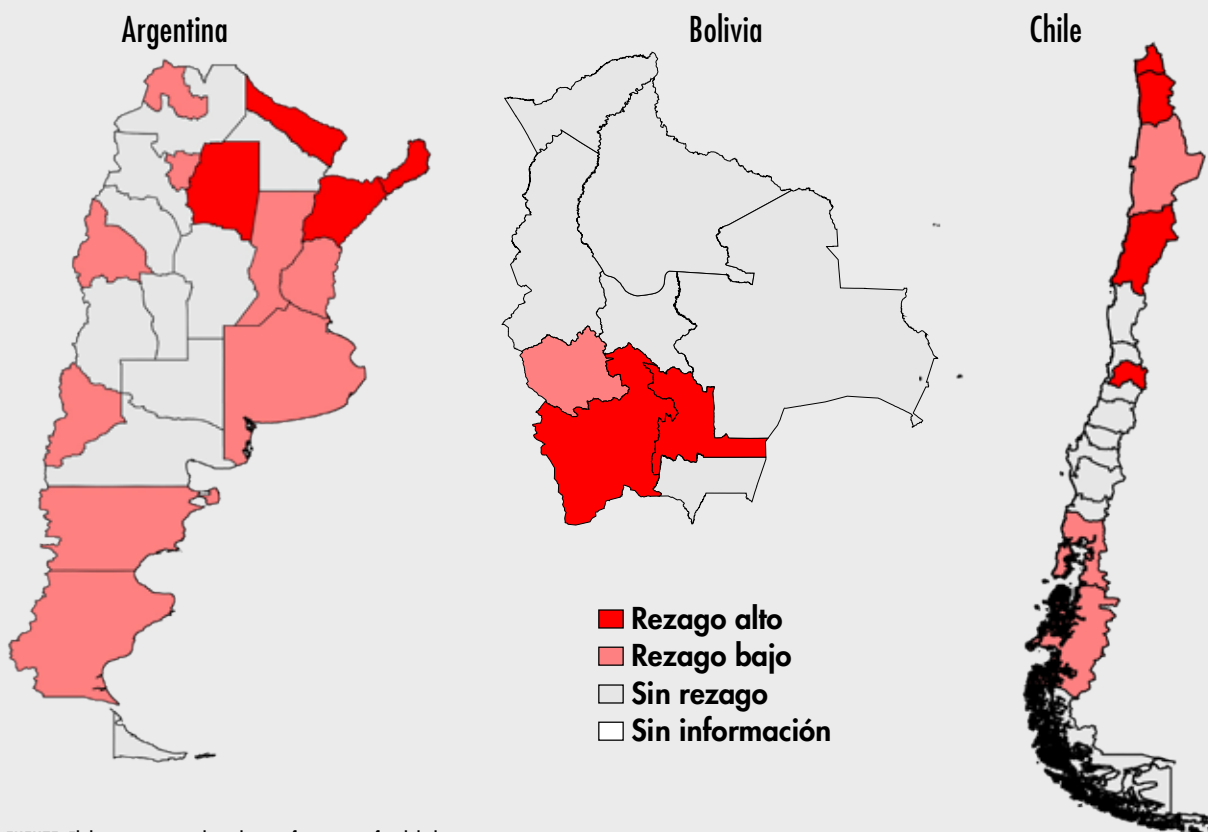 Argentina
Bolivia
Chile
Rezago alto
Rezago bajo
Sin rezago
Sin información